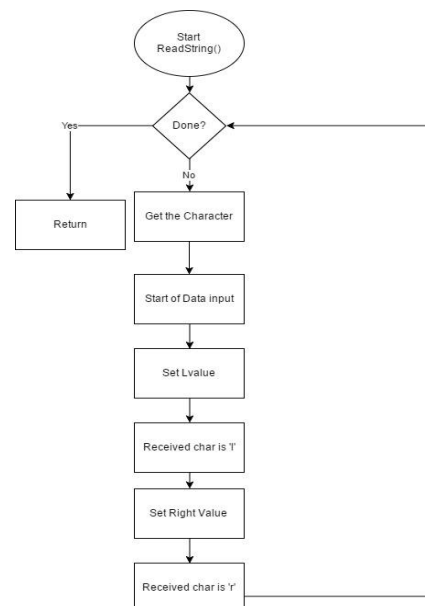 Start
ReadString()
Yes
Done?
No
Get the Character
Return
Start of Data input
Set Lvalue
Received char is 'l'
Set Right Value
Received char is 'r'